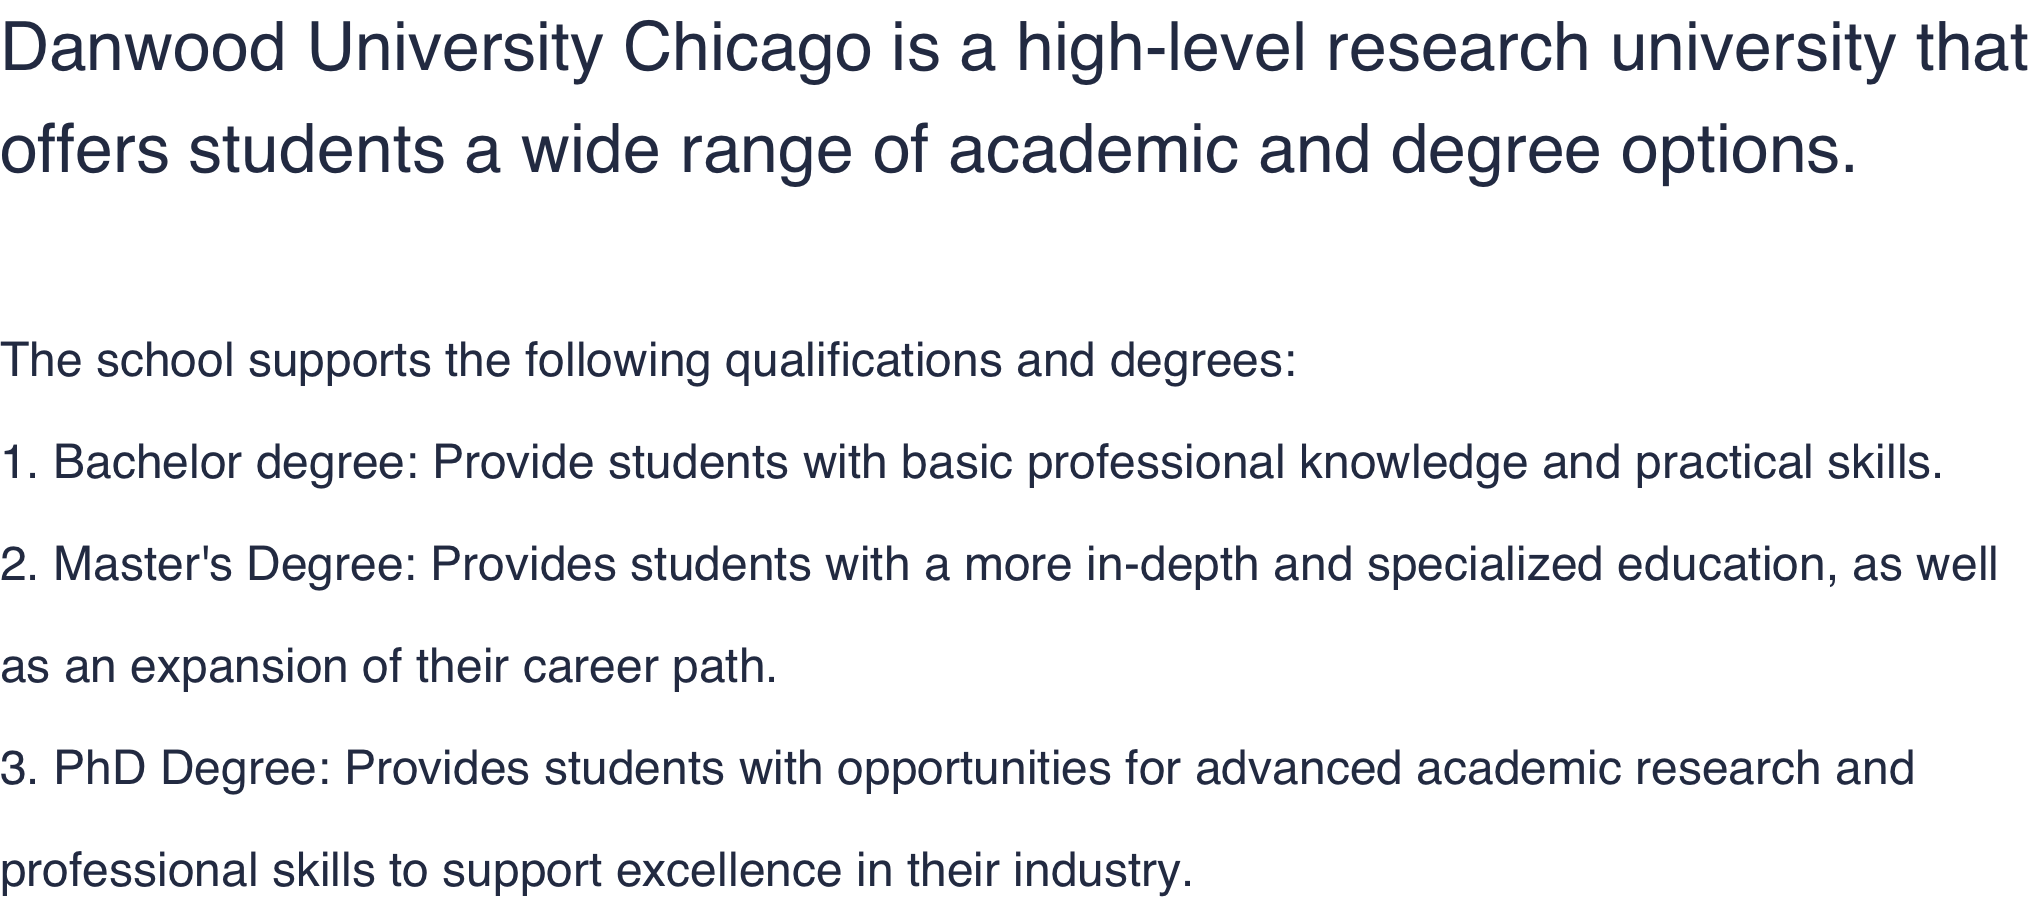 Danwood University Chicago is a high-level research university that
offers students a wide range of academic and degree options.
The school supports the following qualifications and degrees:
1. Bachelor degree: Provide students with basic professional knowledge and practical skills.
2. Master's Degree: Provides students with a more in-depth and specialized education, as well
as an expansion of their career path.
3. PhD Degree: Provides students with opportunities for advanced academic research and
professional skills to support excellence in their industry.